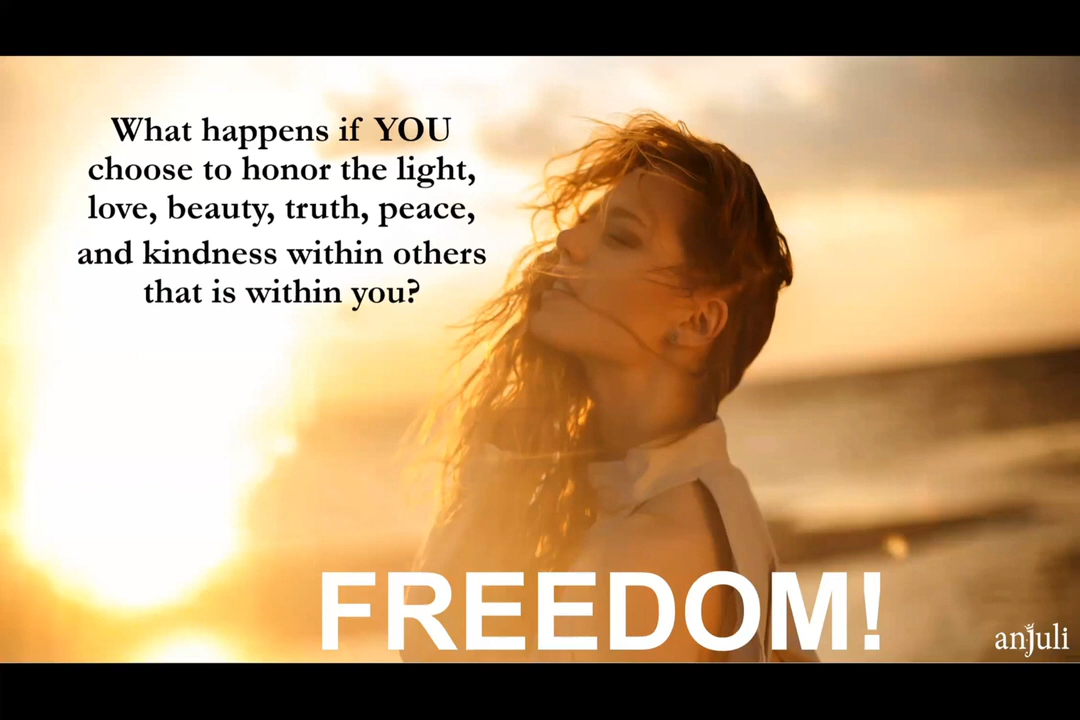 What happens if YOU
choose to honor the light,
love, beauty, truth, peace,
and kindness within others
that is within you?
FREEDOM!
anjuli